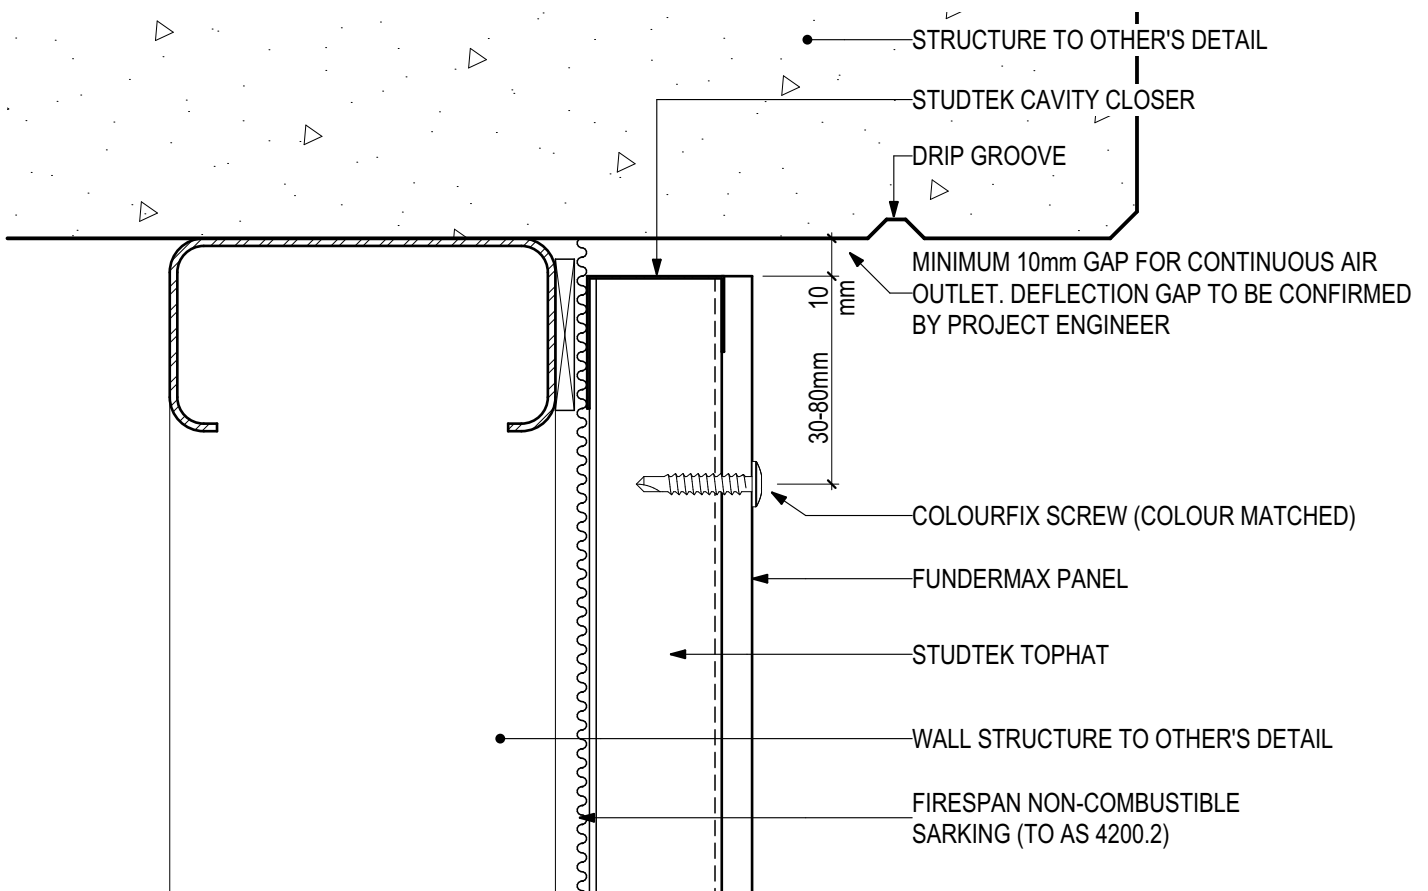 STRUCTURE TO OTHER'S DETAIL
STUDTEK CAVITY CLOSER
DRIP GROOVE
MINIMUM 10mm GAP FOR CONTINUOUS AIR
OUTLET. DEFLECTION GAP TO BE CONFIRMED
BY PROJECT ENGINEER
10
mm
30-80mm
COLOURFIX SCREW (COLOUR MATCHED)
FUNDERMAX PANEL
STUDTEK TOPHAT
WALL STRUCTURE TO OTHER'S DETAIL
FIRESPAN NON-COMBUSTIBLE
SARKING (TO AS 4200.2)